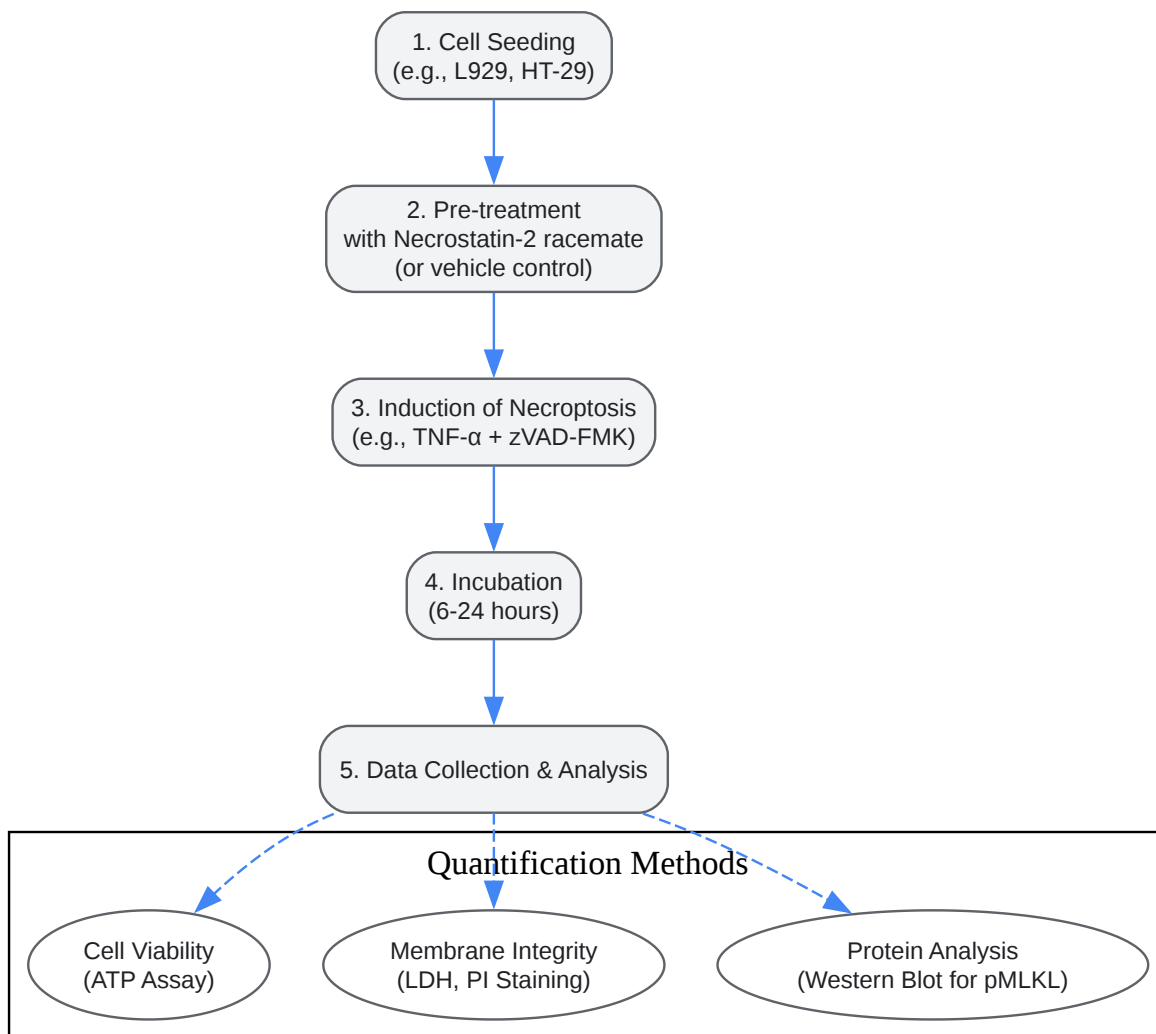 1. Cell Seeding
(e.g., L929, HT-29)
2. Pre-treatment
with Necrostatin-2 racemate
(or vehicle control)
3. Induction of Necroptosis
(e.g., TNF-α + zVAD-FMK)
4. Incubation
(6-24 hours)
5. Data Collection & Analysis
Quantification Methods
Cell Viability
(ATP Assay)
Membrane Integrity
(LDH, PI Staining)
Protein Analysis
(Western Blot for pMLKL)